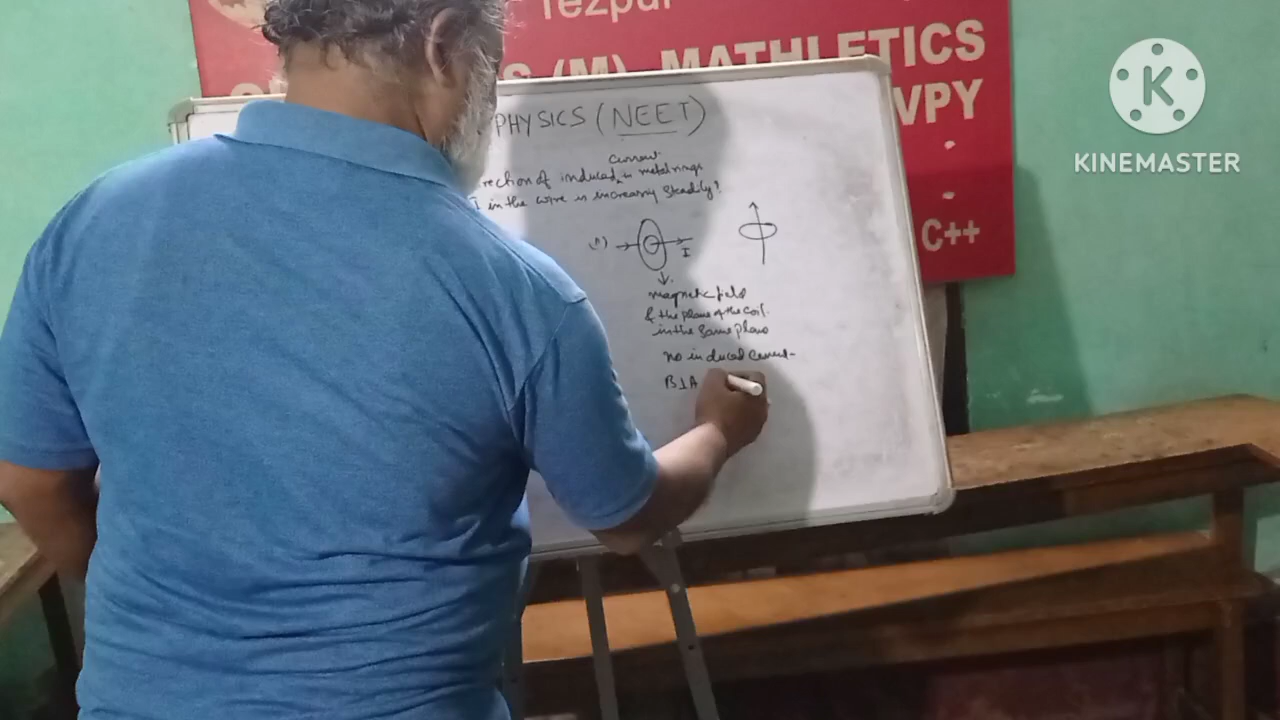 Tezpur
S (M), MATHLETICS
VPY
C++
PHYSICS (NEET)
current
rection of induced ^ in metal rings
I in the wire is increasing steadily?
I
magnetic field
& the plane of the coil
in the same plane
no induced current
B⊥A
K
KINEMASTER